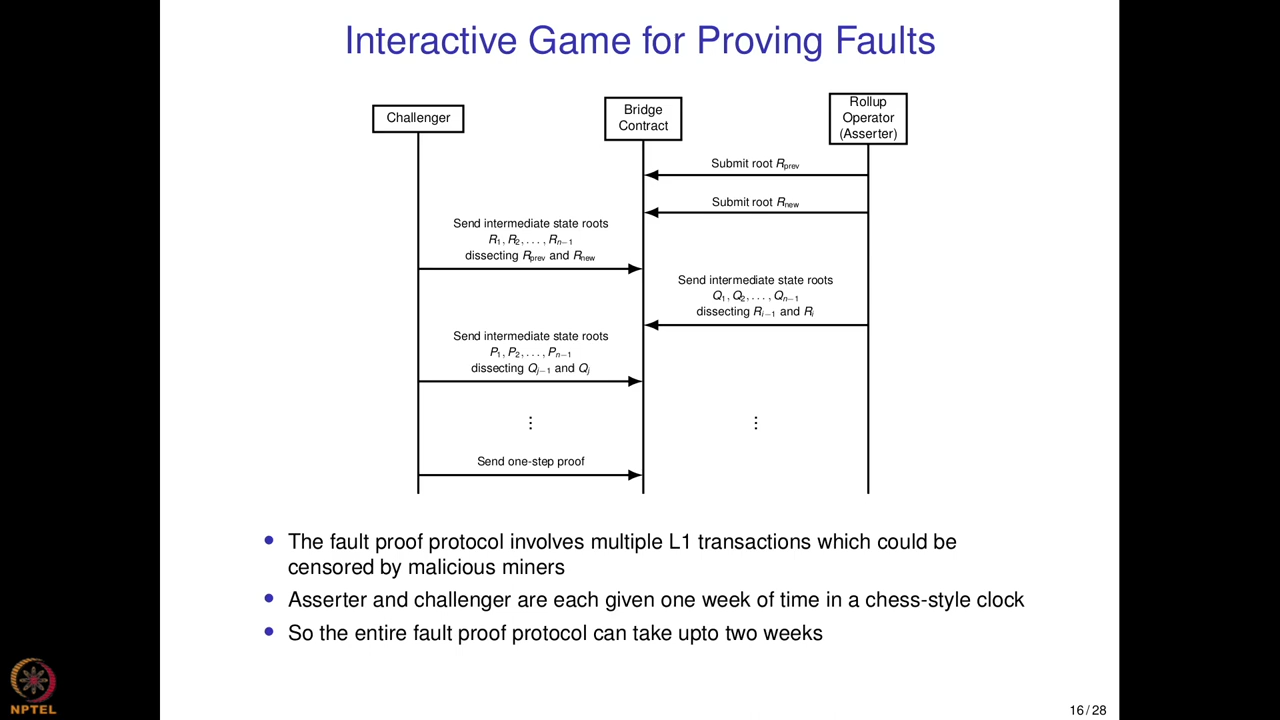 Interactive Game for Proving Faults
Challenger
Bridge
Contract
Rollup
Operator
(Asserter)
Submit root R_prev
Submit root R_new
Send intermediate state roots
R_1, R_2, . . . , R_{n−1}
dissecting R_prev and R_new
Send intermediate state roots
Q_1, Q_2, . . . , Q_{n−1}
dissecting R_{i−1} and R_i
Send intermediate state roots
P_1, P_2, . . . , P_{n−1}
dissecting Q_{j−1} and Q_j
⋮ ⋮
Send one-step proof
• The fault proof protocol involves multiple L1 transactions which could be
censored by malicious miners
• Asserter and challenger are each given one week of time in a chess-style clock
• So the entire fault proof protocol can take upto two weeks
NPTEL
16 / 28